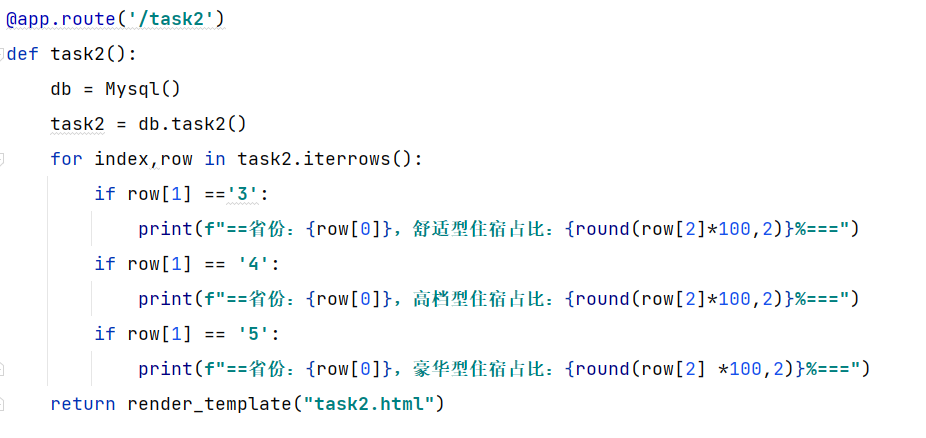 @app.route('/task2')
def task2():
    db = Mysql()
    task2 = db.task2()
    for index,row in task2.iterrows():
        if row[1] =='3':
            print(f"==省份：{row[0]}，舒适型住宿占比：{round(row[2]*100,2)}%===")
        if row[1] == '4':
            print(f"==省份：{row[0]}，高档型住宿占比：{round(row[2]*100,2)}%===")
        if row[1] == '5':
            print(f"==省份：{row[0]}，豪华型住宿占比：{round(row[2] *100,2)}%===")
    return render_template("task2.html")